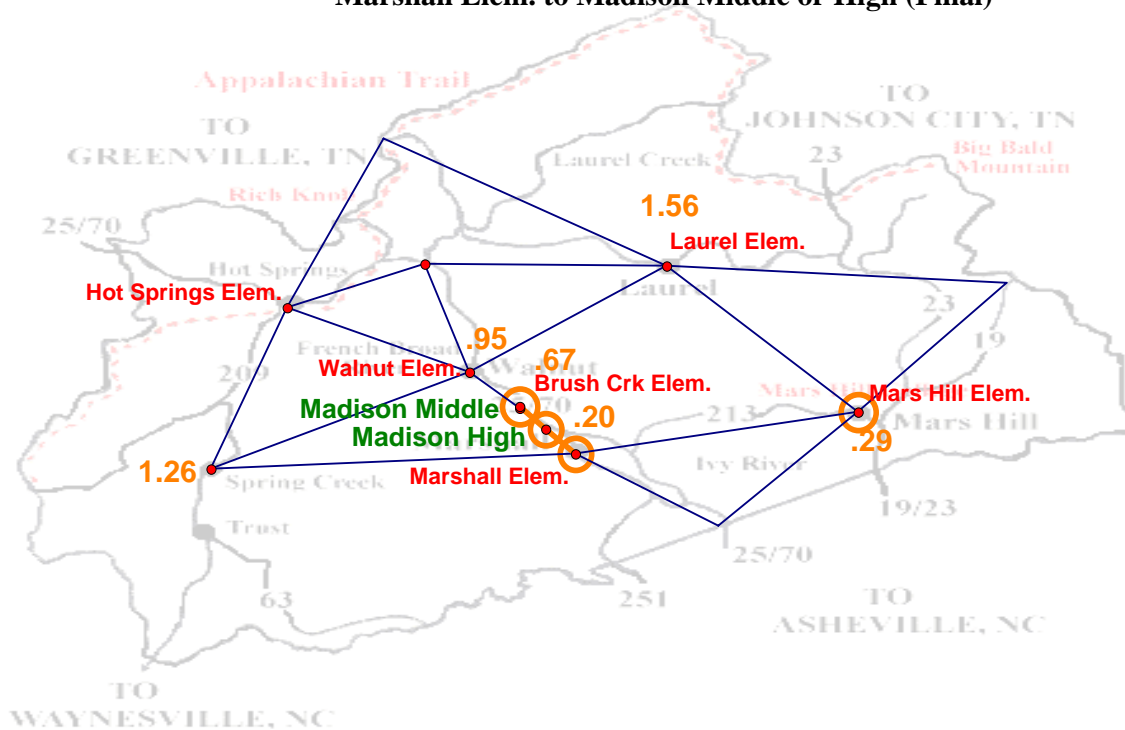 Marshall Elem. to Madison Middle or High (Final)
Appalachian Trail
TO
JOHNSON CITY, TN
TO
GREENVILLE, TN
Laurel Creek
23
Big Bald
Mountain
Rich Knob
1.56
25/70
Laurel Elem.
Hot Springs
Hot Springs Elem.
Laurel
23
19
.95
French Broad
.67
Walnut Elem.
Walnut
209
Brush Crk Elem.
Mars Hill
Mars Hill Elem.
Madison Middle
70
.20
213
Mars Hill
Madison High
.29
1.26
Marshall Elem.
Ivy River
Spring Creek
19/23
Trust
25/70
63
251
TO
ASHEVILLE, NC
TO
WAYNESVILLE, NC